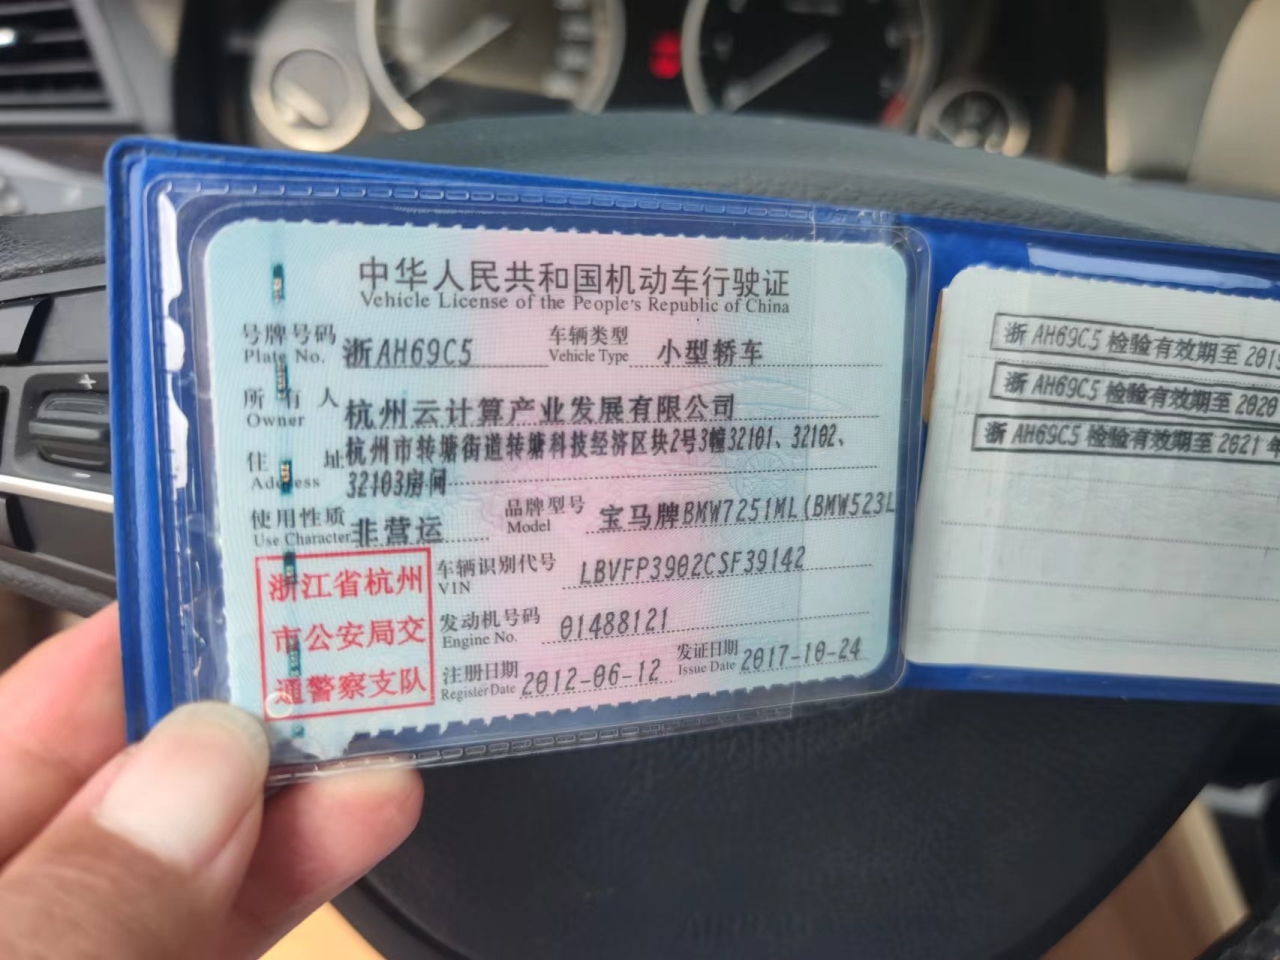 中华人民共和国机动车行驶证
Vehicle License of the People's Republic of China
号牌号码 浙AH69C5 车辆类型 小型轿车
Plate No. Vehicle Type
所有人 杭州云计算产业发展有限公司
Owner
住址 杭州市转塘街道转塘科技经济区块2号3幢32101、32102、
Address 32103房间
使用性质 非营运 品牌型号 宝马牌BMW7251ML(BMW523L
Use Character Model
浙江省杭州
市公安局交
通警察支队
车辆识别代号 LBVFP3902CSF39142
VIN
发动机号码 01488121
Engine No.
注册日期 2012-06-12 发证日期 2017-10-24
Register Date Issue Date
浙AH69C5 检验有效期至 2019
浙AH69C5 检验有效期至 2020
浙AH69C5 检验有效期至 2021年